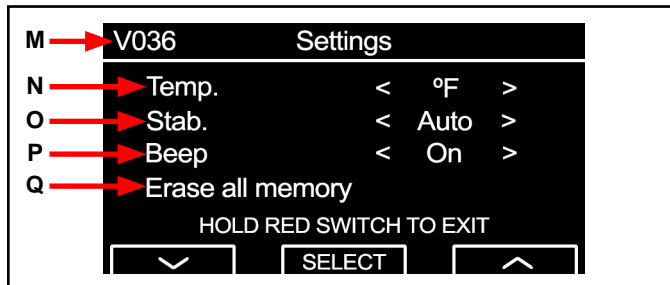 M V036 Settings
N Temp. < ºF >
O Stab. < Auto >
P Beep < On >
Q Erase all memory
HOLD RED SWITCH TO EXIT
SELECT